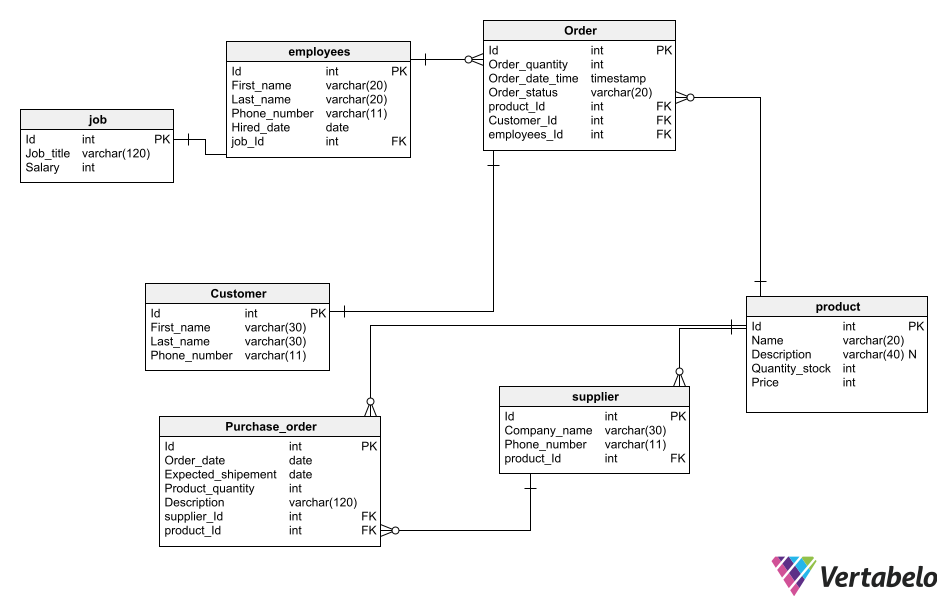 Order
Id int PK
Order_quantity int
Order_date_time timestamp
Order_status varchar(20)
product_Id int FK
Customer_Id int FK
employees_Id int FK
employees
Id int PK
First_name varchar(20)
Last_name varchar(20)
Phone_number varchar(11)
Hired_date date
job_Id int FK
job
Id int PK
Job_title varchar(120)
Salary int
Customer
Id int PK
First_name varchar(30)
Last_name varchar(30)
Phone_number varchar(11)
product
Id int PK
Name varchar(20)
Description varchar(40) N
Quantity_stock int
Price int
supplier
Id int PK
Company_name varchar(30)
Phone_number varchar(11)
product_Id int FK
Purchase_order
Id int PK
Order_date date
Expected_shipement date
Product_quantity int
Description varchar(120)
supplier_Id int FK
product_Id int FK
Vertabelo